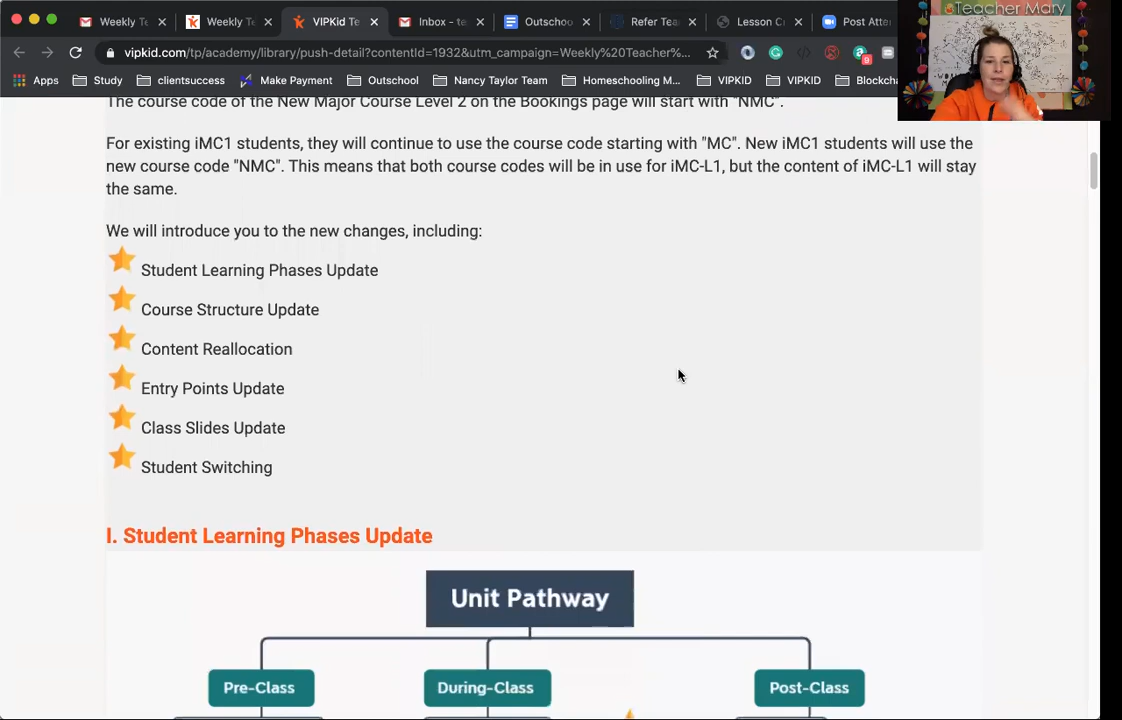 Weekly Te
Weekly Te
VIPKid Te
Inbox - te
Outschoo
Refer Tea
Lesson C
Post Atte
Teacher Mary
vipkid.com/tp/academy/library/push-detail?contentId=1932&utm_campaign=Weekly%20Teacher%...
9
Apps
Study
clientsuccess
Make Payment
Outschool
Nancy Taylor Team
Homeschooling M...
VIPKID
VIPKID
Blockcha
The course code of the New Major Course Level 2 on the Bookings page will start with "NMC".
For existing iMC1 students, they will continue to use the course code starting with "MC". New iMC1 students will use the
new course code "NMC". This means that both course codes will be in use for iMC-L1, but the content of iMC-L1 will stay
the same.
We will introduce you to the new changes, including:
Student Learning Phases Update
Course Structure Update
Content Reallocation
Entry Points Update
Class Slides Update
Student Switching
I. Student Learning Phases Update
Unit Pathway
Pre-Class
During-Class
Post-Class